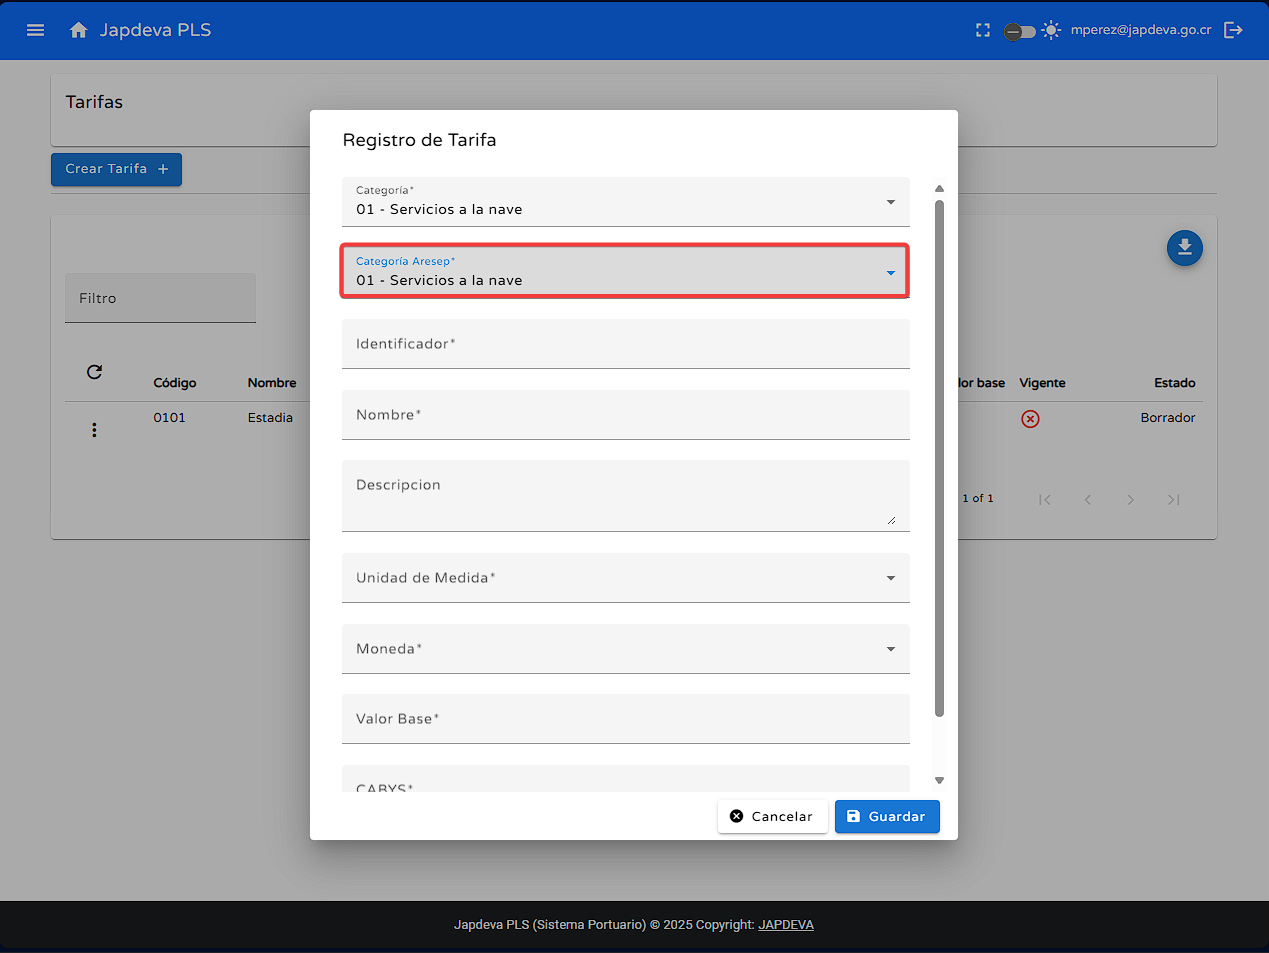 Japdeva PLS
mperez@japdeva.go.cr
Tarifas
Crear Tarifa +
Filtro
Código Nombre
0101 Estadia
base Vigente Estado
Borrador
1 of 1
Registro de Tarifa
Categoría*
01 - Servicios a la nave
Categoría Aresep*
01 - Servicios a la nave
Identificador*
Nombre*
Descripcion
Unidad de Medida*
Moneda*
Valor Base*
CABYS*
Cancelar
Guardar
Japdeva PLS (Sistema Portuario) © 2025 Copyright: JAPDEVA